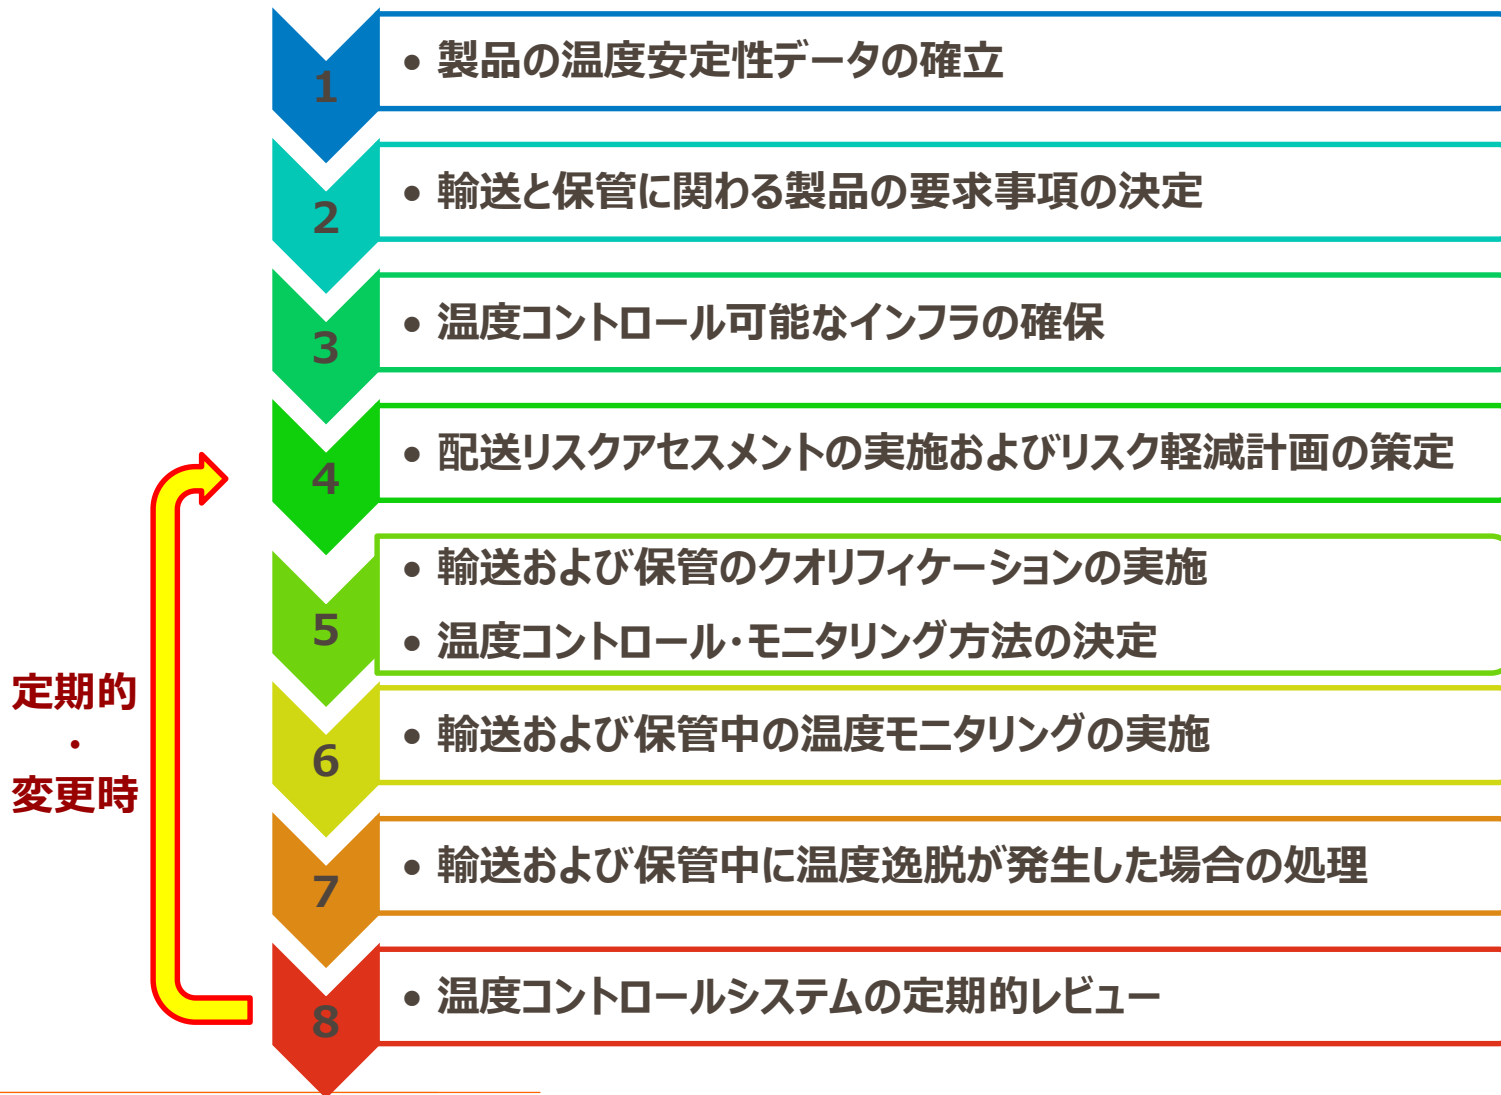 1
• 製品の温度安定性データの確立
2
• 輸送と保管に関わる製品の要求事項の決定
3
• 温度コントロール可能なインフラの確保
4
• 配送リスクアセスメントの実施およびリスク軽減計画の策定
5
• 輸送および保管のクオリフィケーションの実施
• 温度コントロール・モニタリング方法の決定
6
• 輸送および保管中の温度モニタリングの実施
7
• 輸送および保管中に温度逸脱が発生した場合の処理
8
• 温度コントロールシステムの定期的レビュー
定期的
・
変更時